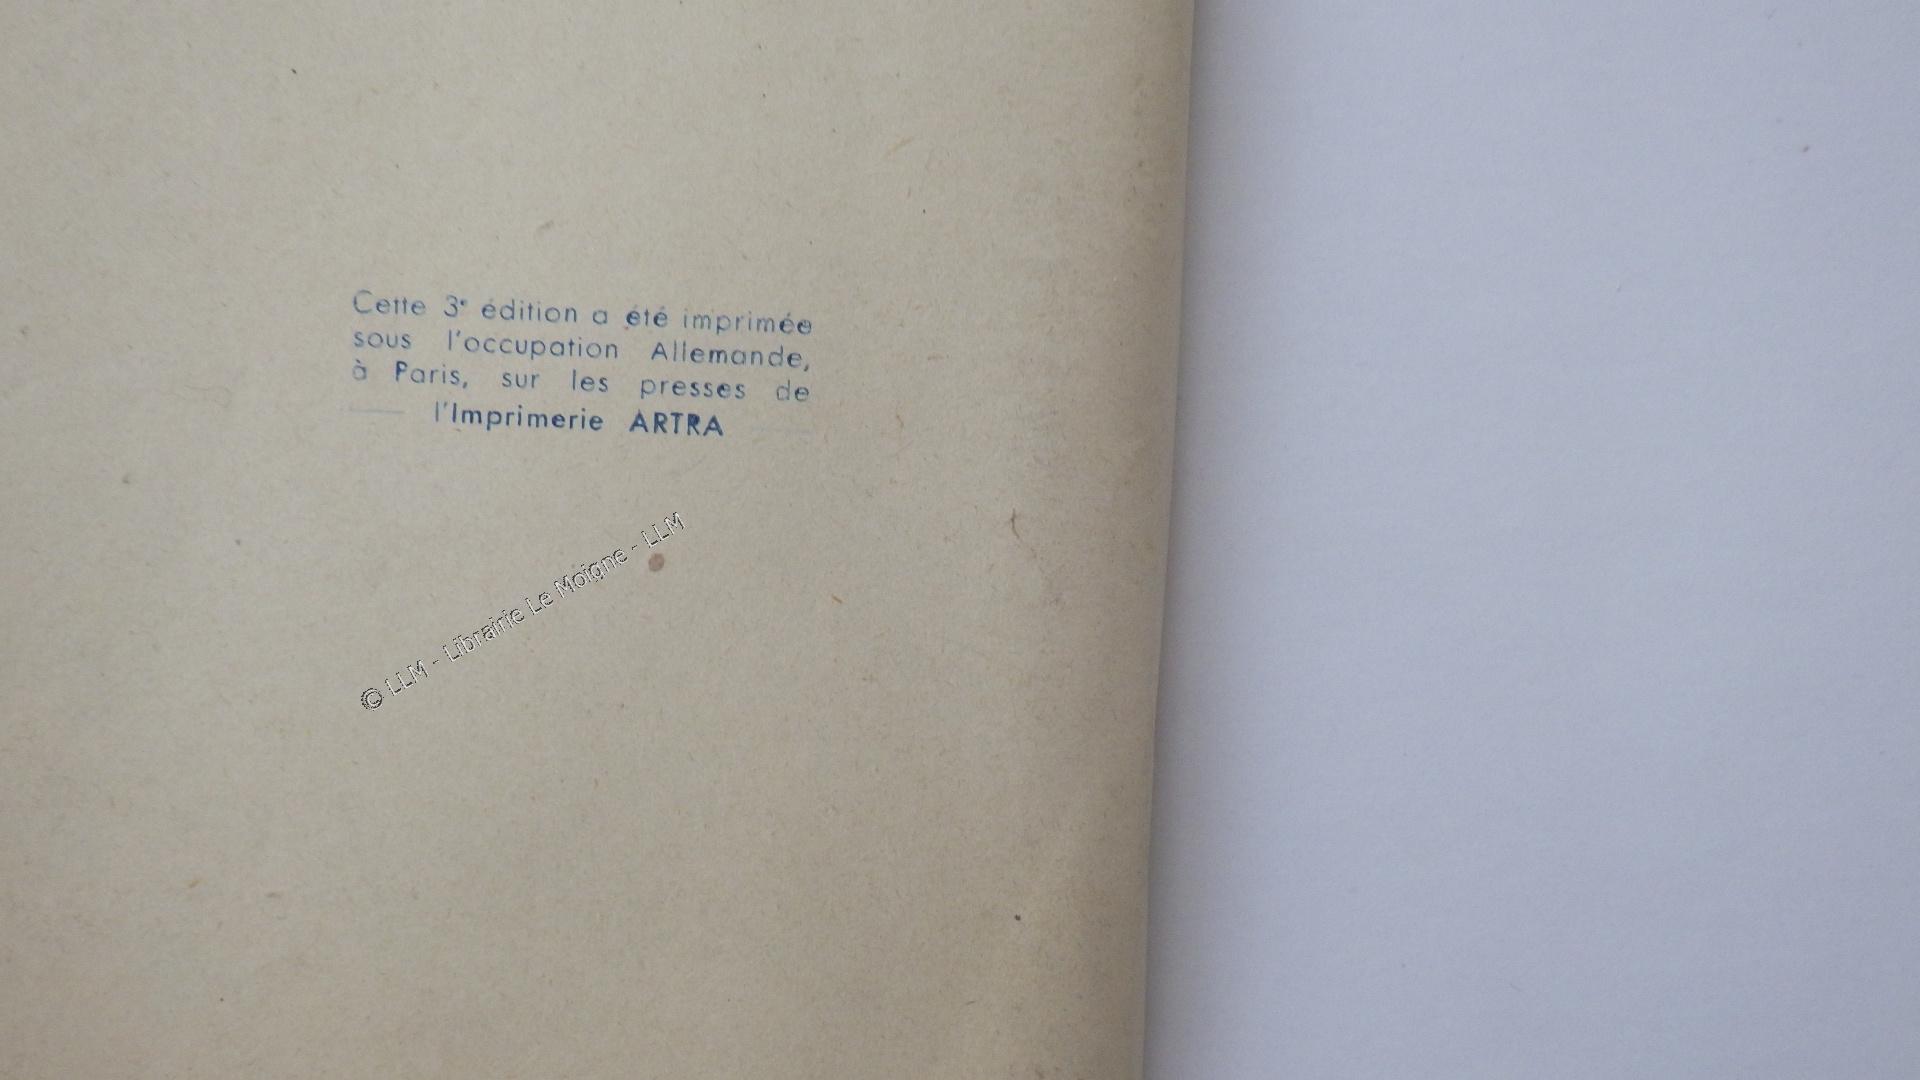 Cette 3e édition a été imprimée
sous l'occupation Allemande,
à Paris, sur les presses de
l'Imprimerie ARTRA
© LLM - Librairie Le Moigne - LLM